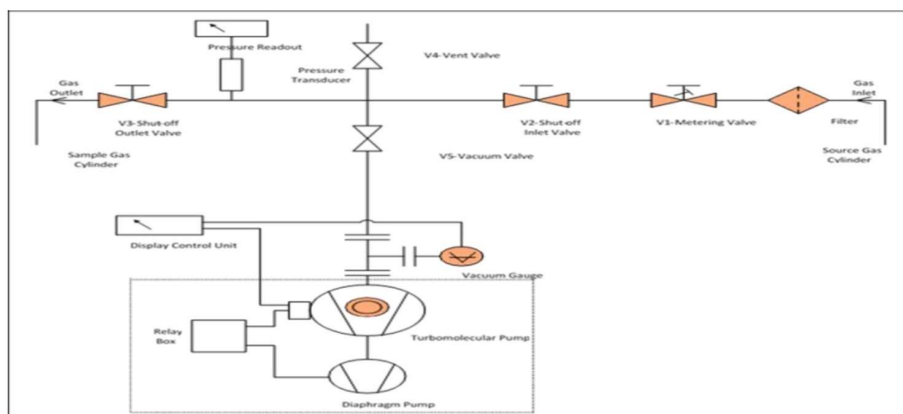 Pressure Readout
V4-Vent Valve
Pressure
Transducer
Gas
Outlet
Gas
Inlet
V3-Shut-off
Outlet Valve
V2-Shut-off
Inlet Valve
V1-Metering Valve
Filter
Sample Gas
Cylinder
V5-Vacuum Valve
Source Gas
Cylinder
Display Control Unit
Vacuum Gauge
Relay
Box
Turbomolecular Pump
Diaphragm Pump